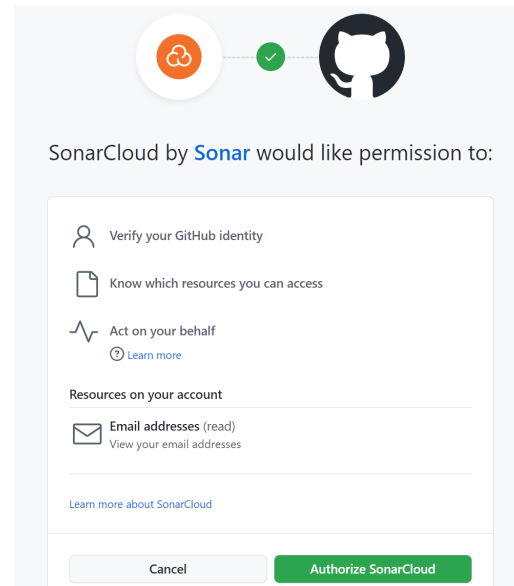 SonarCloud by Sonar would like permission to:
Verify your GitHub identity
Know which resources you can access
Act on your behalf
Learn more
Resources on your account
Email addresses (read)
View your email addresses
Learn more about SonarCloud
Cancel
Authorize SonarCloud